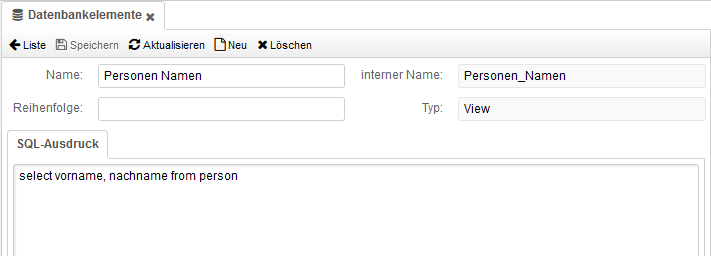 Datenbankelemente
Liste Speichern Aktualisieren Neu Löschen
Name: Personen Namen interner Name: Personen_Namen
Reihenfolge: Typ: View
SQL-Ausdruck
select vorname, nachname from person